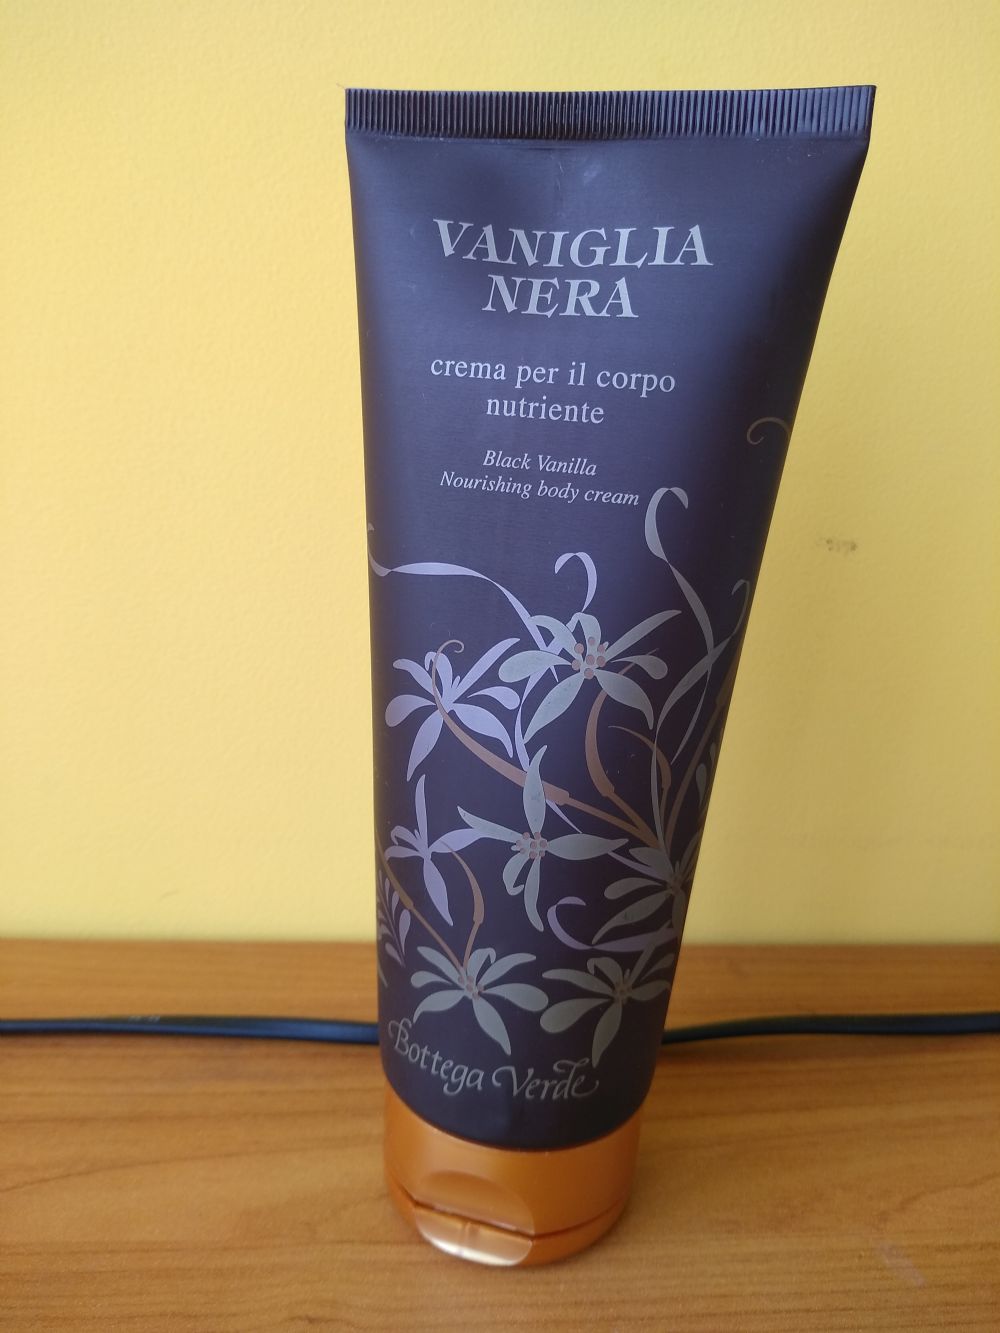 VANIGLIA
NERA
crema per il corpo
nutriente
Black Vanilla
Nourishing body cream
Bottega Verde